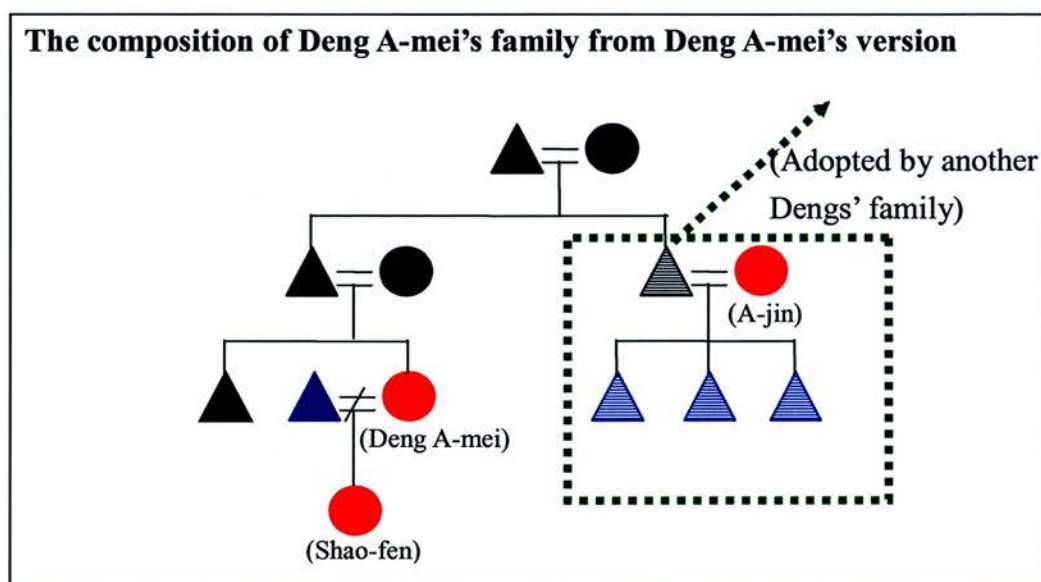 The composition of Deng A-mei's family from Deng A-mei's version
(Adopted by another
Dengs' family)
(A-jin)
(Deng A-mei)
(Shao-fen)